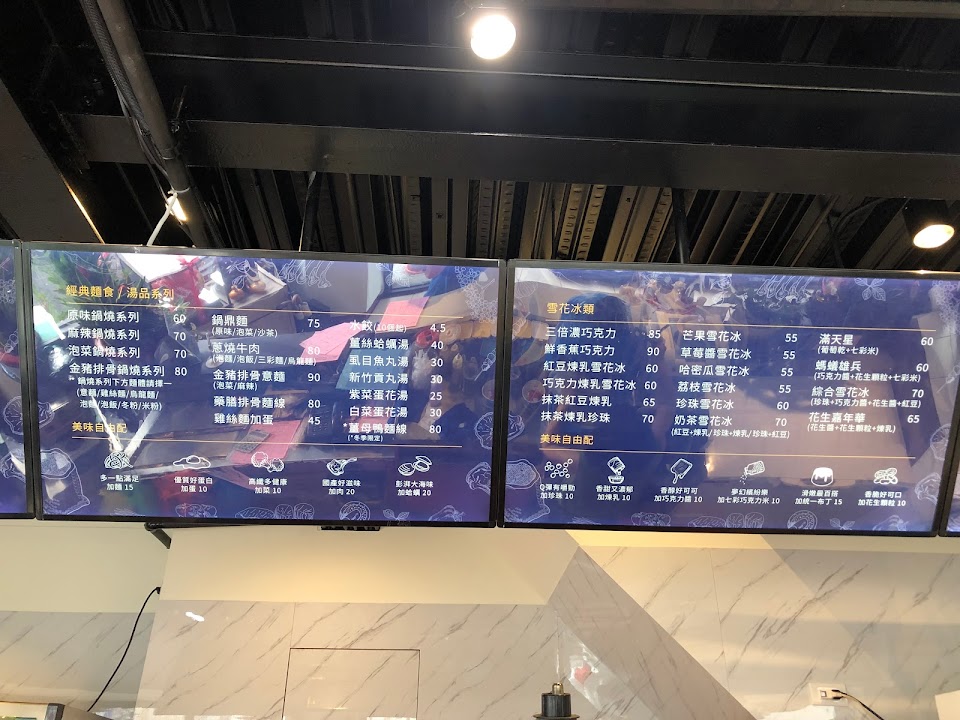 經典麵食 / 湯品系列
原味鍋燒系列 60
麻辣鍋燒系列 70
泡菜鍋燒系列 70
金豬排骨鍋燒系列 80
*鍋燒系列下方麵體請擇一
(意麵/雞絲麵/烏龍麵/
泡麵/泡飯/冬粉/米粉)
鍋鼎麵 75
(原味/泡菜/沙茶)
蔥燒牛肉 80
(泡麵/泡飯/三彩麵/烏龍麵)
金豬排骨意麵 90
(泡菜/麻辣)
藥膳排骨麵線 80
雞絲麵加蛋 45
水餃(10顆起) 4.5
薑絲蛤蠣湯 40
虱目魚丸湯 30
新竹貢丸湯 30
紫菜蛋花湯 25
白菜蛋花湯 30
*薑母鴨麵線 80
(*冬季限定)
美味自由配
多一點滿足
加麵 15
優質好蛋白
加蛋 10
高纖多健康
加菜 10
國產好滋味
加肉 20
澎湃大海味
加蛤蠣 20
雪花冰類
三倍濃巧克力 85
鮮香蕉巧克力 90
紅豆煉乳雪花冰 60
巧克力煉乳雪花冰 60
抹茶紅豆煉乳 65
抹茶煉乳珍珠 70
芒果雪花冰 55
草莓醬雪花冰 55
哈密瓜雪花冰 55
荔枝雪花冰 55
珍珠雪花冰 60
奶茶雪花冰 70
(紅豆+煉乳/珍珠+煉乳/珍珠+紅豆)
滿天星 60
(葡萄乾+七彩米)
螞蟻雄兵 60
(巧克力醬+花生顆粒+七彩米)
綜合雪花冰 70
(珍珠+巧克力醬+花生醬+紅豆)
花生嘉年華 65
(花生醬+花生顆粒+煉乳)
美味自由配
Q彈有嚼勁
加珍珠 10
香甜又濃郁
加煉乳 10
香醇好可可
加巧克力醬 10
夢幻繽紛樂
加七彩巧克力米 10
滑嫩最百搭
加統一布丁 15
香脆好可口
加花生顆粒 10